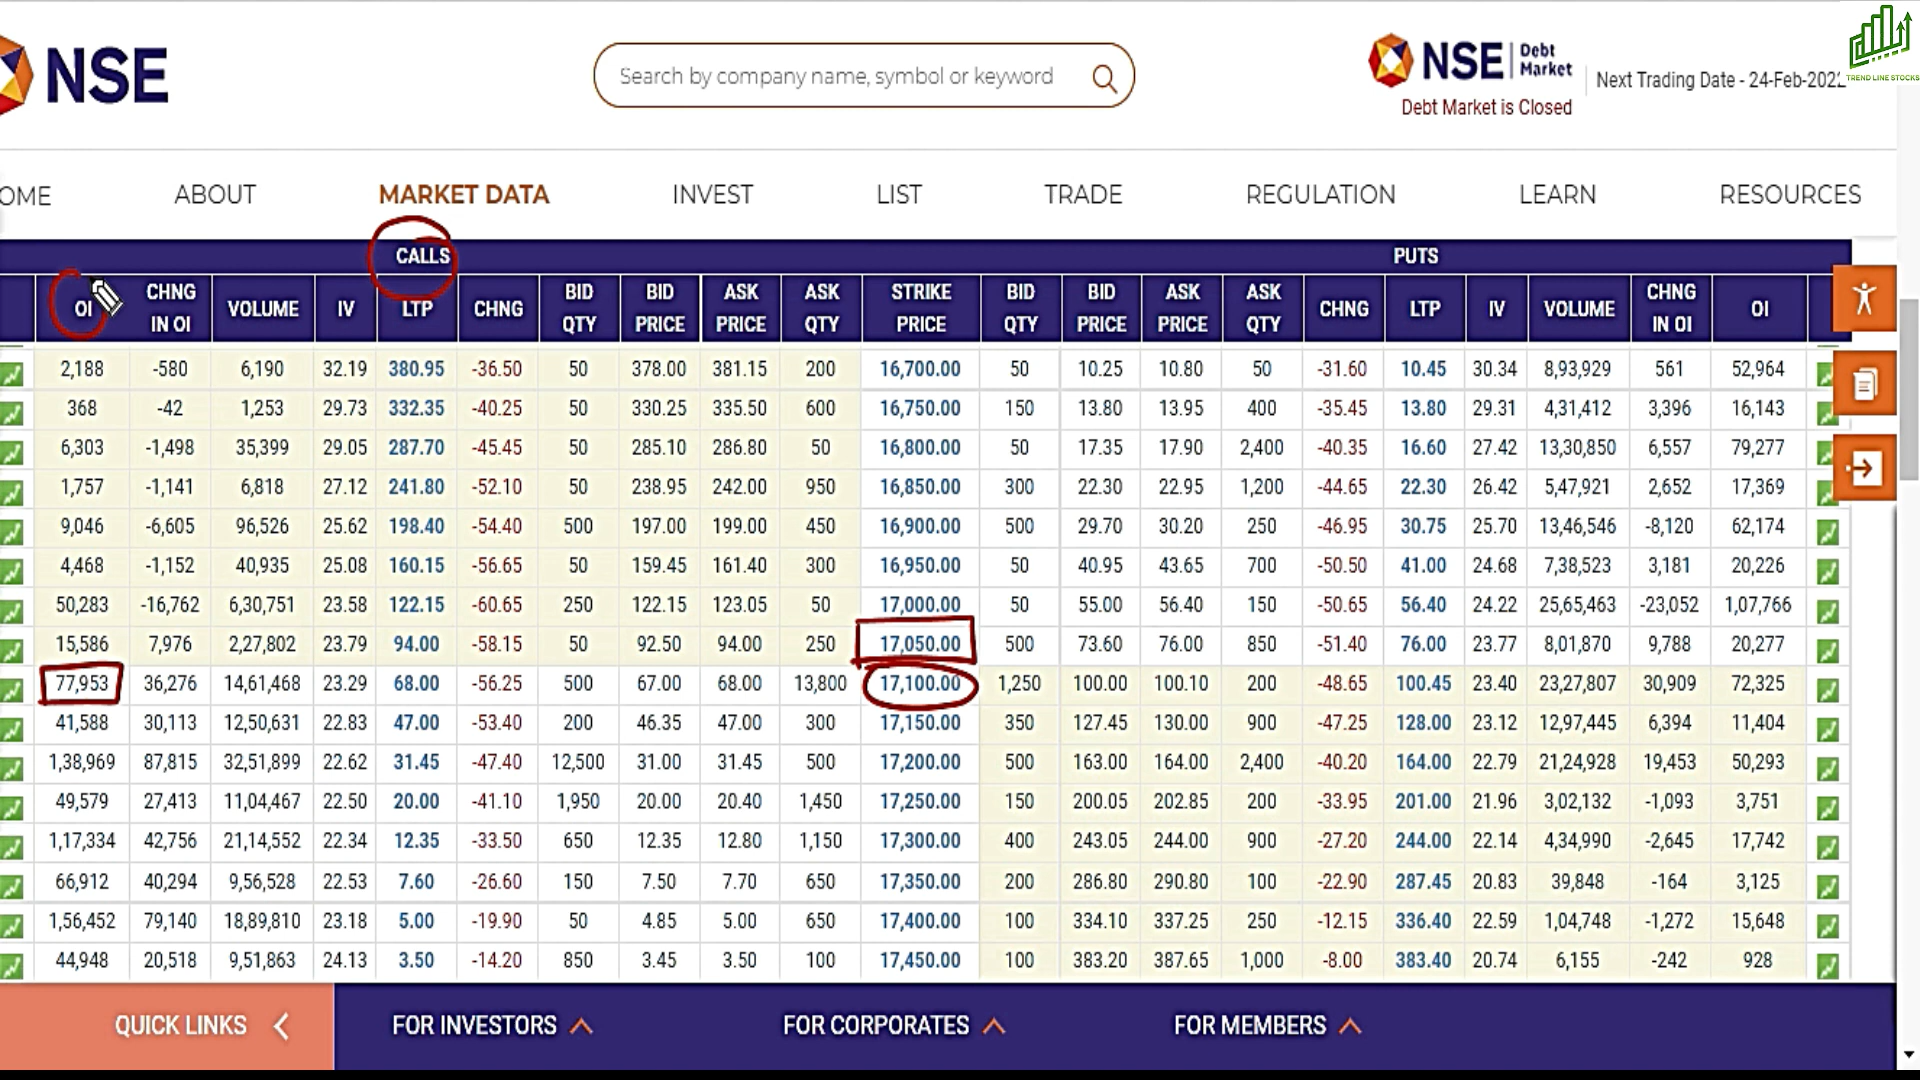 NSE
Search by company name, symbol or keyword
NSE Debt Market
Debt Market is Closed
Next Trading Date - 24-Feb-2022
TREND LINE STOCKS
OME ABOUT MARKET DATA INVEST LIST TRADE REGULATION LEARN RESOURCES
CALLS PUTS
OI CHNG IN OI VOLUME IV LTP CHNG BID QTY BID PRICE ASK PRICE ASK QTY STRIKE PRICE BID QTY BID PRICE ASK PRICE ASK QTY CHNG LTP IV VOLUME CHNG IN OI OI
2,188 -580 6,190 32.19 380.95 -36.50 50 378.00 381.15 200 16,700.00 50 10.25 10.80 50 -31.60 10.45 30.34 8,93,929 561 52,964
368 -42 1,253 29.73 332.35 -40.25 50 330.25 335.50 600 16,750.00 150 13.80 13.95 400 -35.45 13.80 29.31 4,31,412 3,396 16,143
6,303 -1,498 35,399 29.05 287.70 -45.45 50 285.10 286.80 50 16,800.00 50 17.35 17.90 2,400 -40.35 16.60 27.42 13,30,850 6,557 79,277
1,757 -1,141 6,818 27.12 241.80 -52.10 50 238.95 242.00 950 16,850.00 300 22.30 22.95 1,200 -44.65 22.30 26.42 5,47,921 2,652 17,369
9,046 -6,605 96,526 25.62 198.40 -54.40 500 197.00 199.00 450 16,900.00 500 29.70 30.20 250 -46.95 30.75 25.70 13,46,546 -8,120 62,174
4,468 -1,152 40,935 25.08 160.15 -56.65 50 159.45 161.40 300 16,950.00 50 40.95 43.65 700 -50.50 41.00 24.68 7,38,523 3,181 20,226
50,283 -16,762 6,30,751 23.58 122.15 -60.65 250 122.15 123.05 50 17,000.00 50 55.00 56.40 150 -50.65 56.40 24.22 25,65,463 -23,052 1,07,766
15,586 7,976 2,27,802 23.79 94.00 -58.15 50 92.50 94.00 250 17,050.00 500 73.60 76.00 850 -51.40 76.00 23.77 8,01,870 9,788 20,277
77,953 36,276 14,61,468 23.29 68.00 -56.25 500 67.00 68.00 13,800 17,100.00 1,250 100.00 100.10 200 -48.65 100.45 23.40 23,27,807 30,909 72,325
41,588 30,113 12,50,631 22.83 47.00 -53.40 200 46.35 47.00 300 17,150.00 350 127.45 130.00 900 -47.25 128.00 23.12 12,97,445 6,394 11,404
1,38,969 87,815 32,51,899 22.62 31.45 -47.40 12,500 31.00 31.45 500 17,200.00 500 163.00 164.00 2,400 -40.20 164.00 22.79 21,24,928 19,453 50,293
49,579 27,413 11,04,467 22.50 20.00 -41.10 1,950 20.00 20.40 1,450 17,250.00 150 200.05 202.85 200 -33.95 201.00 21.96 3,02,132 -1,093 3,751
1,17,334 42,756 21,14,552 22.34 12.35 -33.50 650 12.35 12.80 1,150 17,300.00 400 243.05 244.00 900 -27.20 244.00 22.14 4,34,990 -2,645 17,742
66,912 40,294 9,56,528 22.53 7.60 -26.60 150 7.50 7.70 650 17,350.00 200 286.80 290.80 100 -22.90 287.45 20.83 39,848 -164 3,125
1,56,452 79,140 18,89,810 23.18 5.00 -19.90 50 4.85 5.00 650 17,400.00 100 334.10 337.25 250 -12.15 336.40 22.59 1,04,748 -1,272 15,648
44,948 20,518 9,51,863 24.13 3.50 -14.20 850 3.45 3.50 100 17,450.00 100 383.20 387.65 1,000 -8.00 383.40 20.74 6,155 -242 928
QUICK LINKS FOR INVESTORS FOR CORPORATES FOR MEMBERS